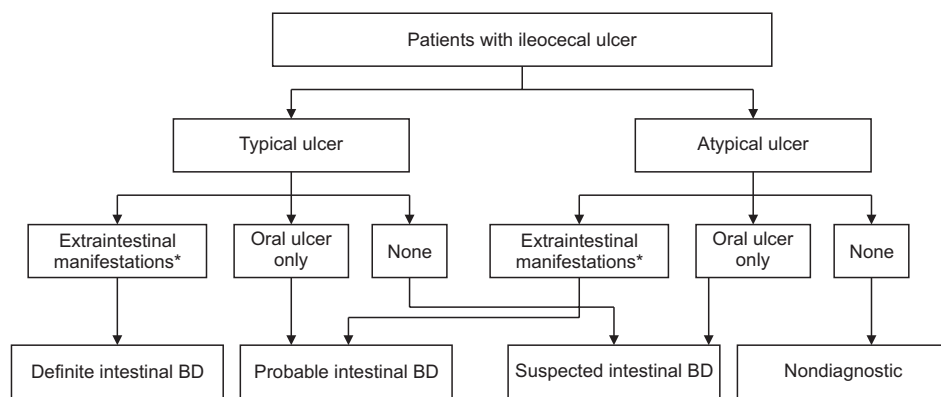 Patients with ileocecal ulcer
Typical ulcer
Atypical ulcer
Extraintestinal
manifestations*
Oral ulcer
only
None
Extraintestinal
manifestations*
Oral ulcer
only
None
Definite intestinal BD
Probable intestinal BD
Suspected intestinal BD
Nondiagnostic